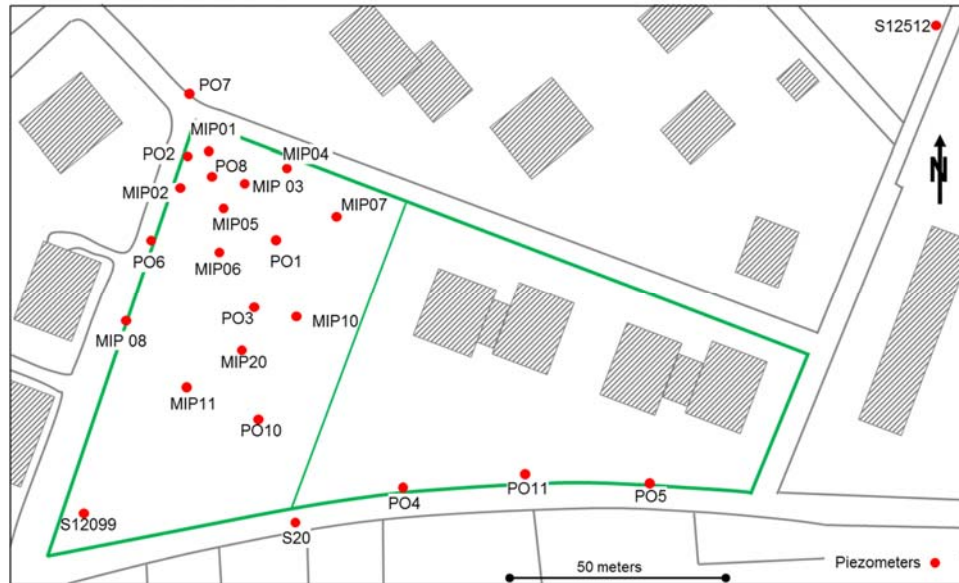 S12512
PO7
MIP01
PO2
MIP04
PO8
MIP02
MIP 03
MIP05
MIP07
PO6
MIP06
PO1
N
PO3
MIP10
MIP 08
MIP20
MIP11
PO10
PO4
PO11
PO5
S12099
S20
50 meters
Piezometers